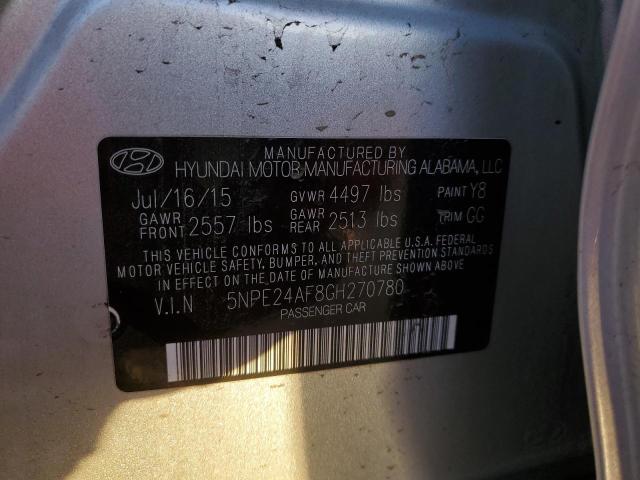 MANUFACTURED BY
HYUNDAI MOTOR MANUFACTURING ALABAMA, LLC
Jul/16/15 GVWR 4497 lbs PAINT Y8
GAWR FRONT 2557 lbs GAWR REAR 2513 lbs TRIM GG
THIS VEHICLE CONFORMS TO ALL APPLICABLE U.S.A. FEDERAL
MOTOR VEHICLE SAFETY, BUMPER, AND THEFT PREVENTION STANDARDS
IN EFFECT ON THE DATE OF MANUFACTURE SHOWN ABOVE.
V.I.N 5NPE24AF8GH270780
PASSENGER CAR